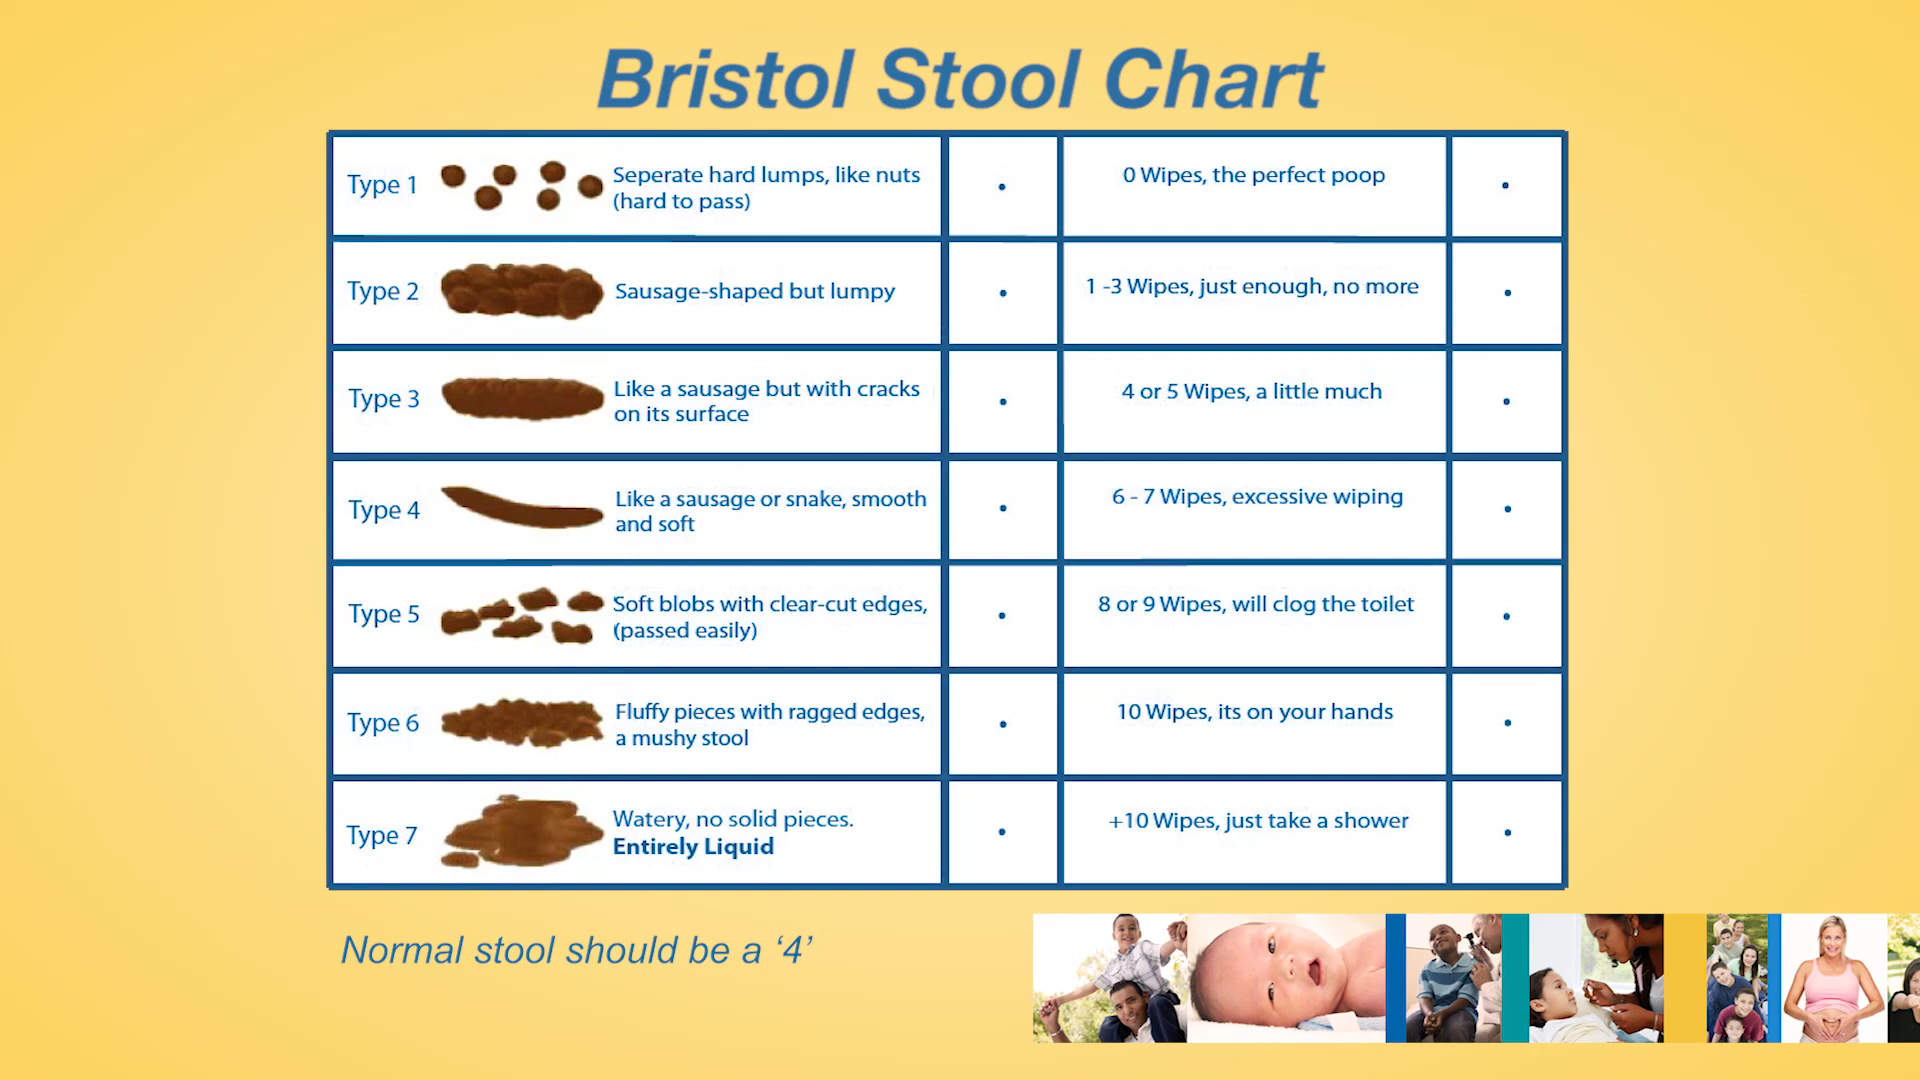 Bristol Stool Chart
Type 1
Seperate hard lumps, like nuts
(hard to pass)
•
0 Wipes, the perfect poop
•
Type 2
Sausage-shaped but lumpy
•
1 -3 Wipes, just enough, no more
•
Type 3
Like a sausage but with cracks
on its surface
•
4 or 5 Wipes, a little much
•
Type 4
Like a sausage or snake, smooth
and soft
•
6 - 7 Wipes, excessive wiping
•
Type 5
Soft blobs with clear-cut edges,
(passed easily)
•
8 or 9 Wipes, will clog the toilet
•
Type 6
Fluffy pieces with ragged edges,
a mushy stool
•
10 Wipes, its on your hands
•
Type 7
Watery, no solid pieces.
Entirely Liquid
•
+10 Wipes, just take a shower
•
Normal stool should be a ‘4’